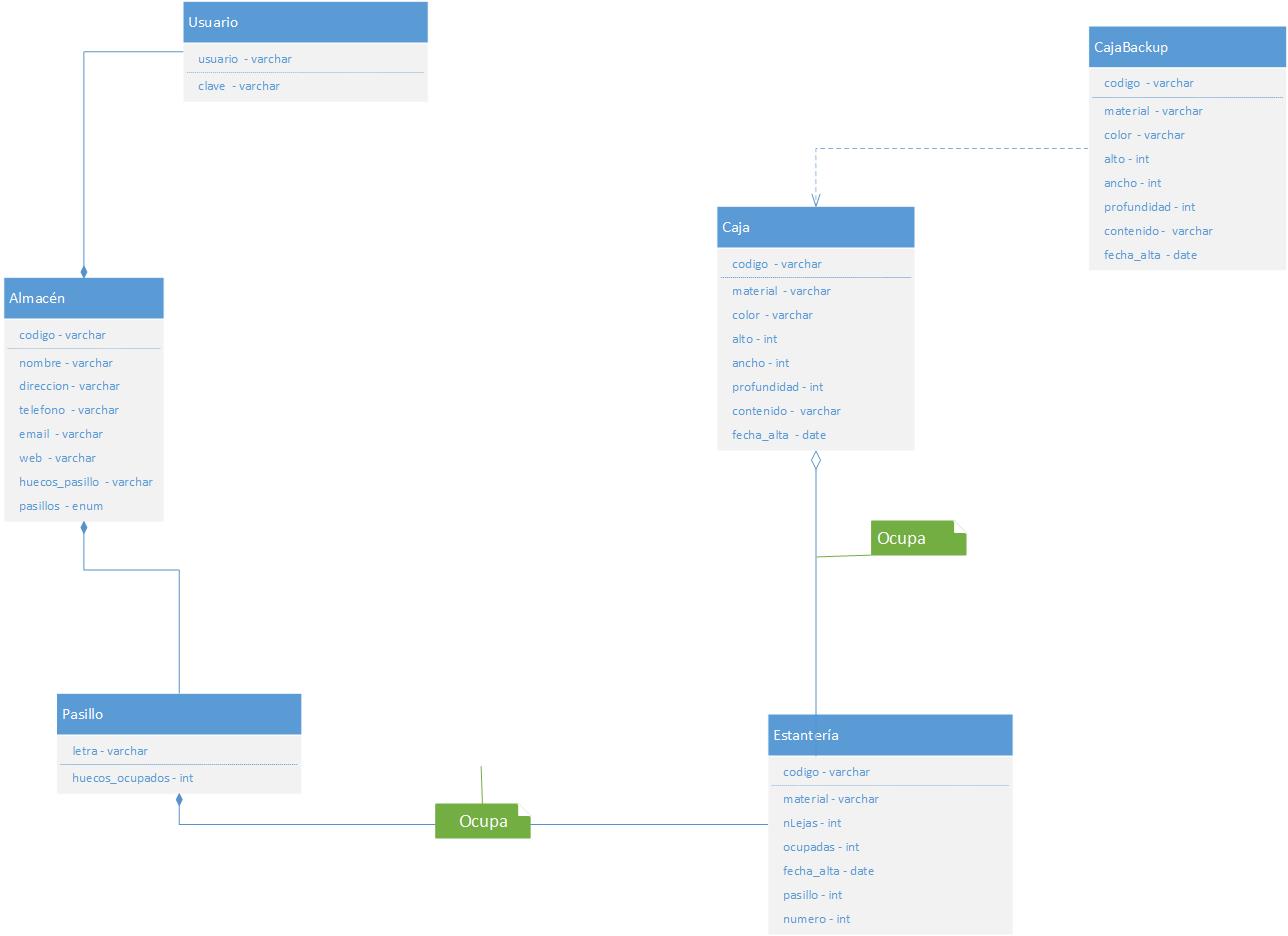 Usuario
usuario - varchar
clave - varchar
CajaBackup
codigo - varchar
material - varchar
color - varchar
alto - int
ancho - int
profundidad - int
contenido - varchar
fecha_alta - date
Caja
codigo - varchar
material - varchar
color - varchar
alto - int
ancho - int
profundidad - int
contenido - varchar
fecha_alta - date
Almacén
codigo - varchar
nombre - varchar
direccion - varchar
telefono - varchar
email - varchar
web - varchar
huecos_pasillo - varchar
pasillos - enum
Ocupa
Pasillo
letra - varchar
huecos_ocupados - int
Ocupa
Estantería
codigo - varchar
material - varchar
nLejas - int
ocupadas - int
fecha_alta - date
pasillo - int
numero - int